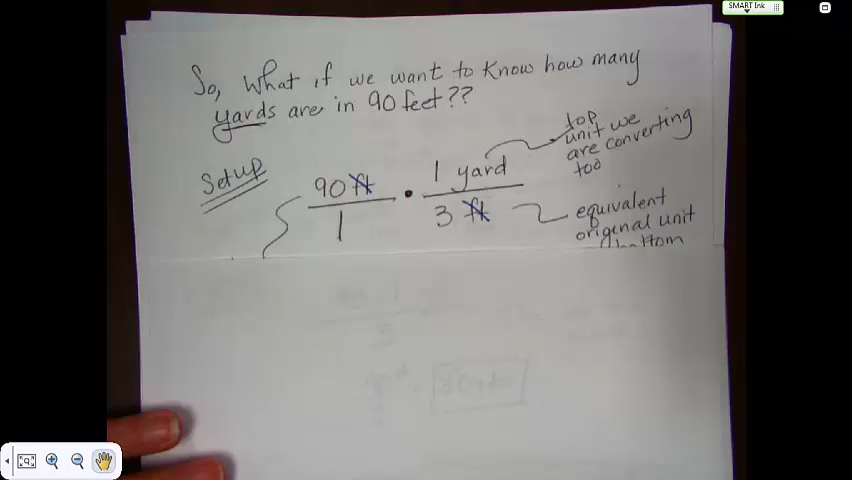 SMART Ink
So, What if we want to know how many
yards are in 90 feet??
Setup
90 ft
1
1 yard
3 ft
top
unit we
are converting
too
equivalent
original unit
bottom